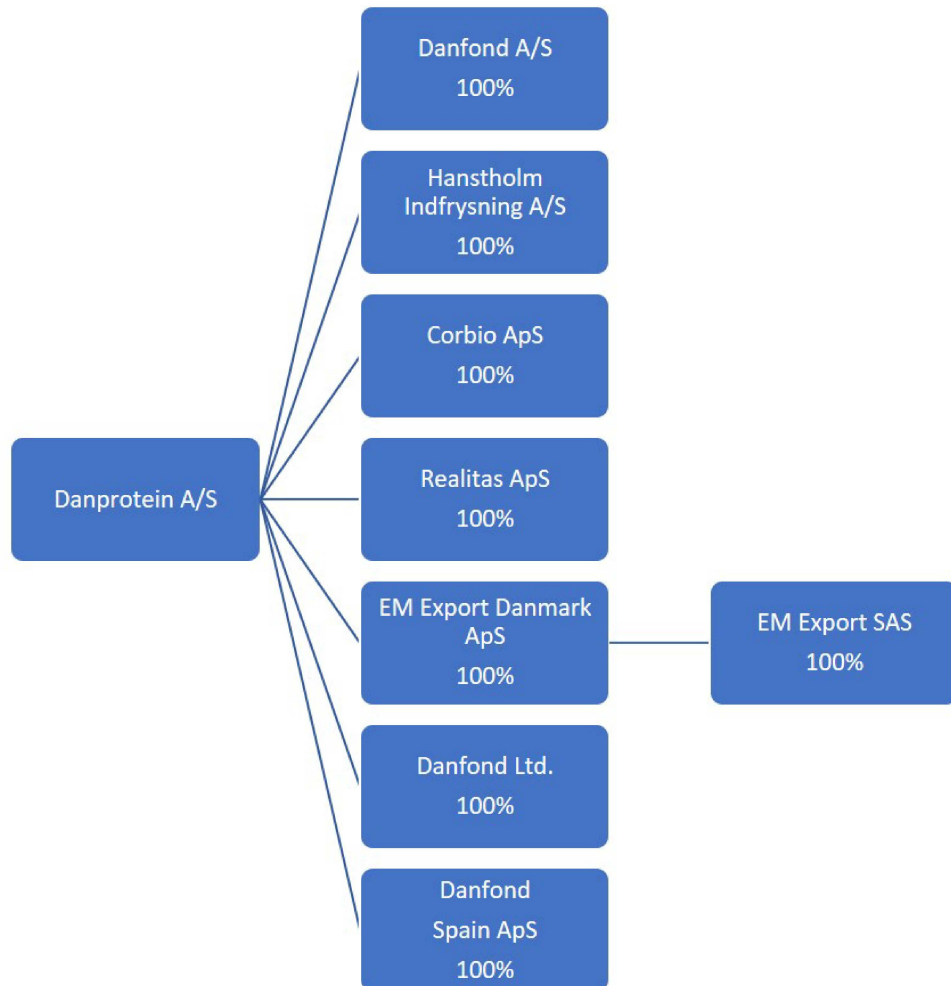 Danfond A/S
100%
Hanstholm
Indfrysning A/S
100%
Corbio ApS
100%
Danprotein A/S
Realitas ApS
100%
EM Export Danmark
ApS
100%
EM Export SAS
100%
Danfond Ltd.
100%
Danfond
Spain ApS
100%